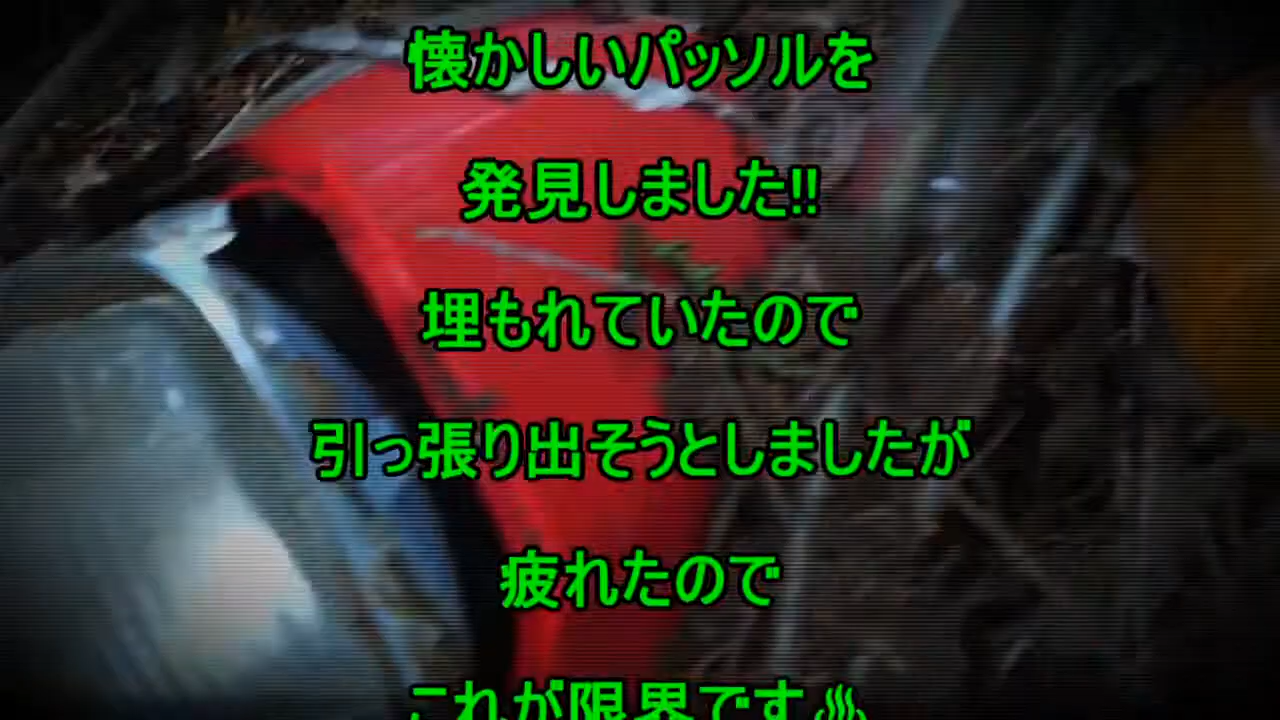 懐かしいパッソルを
発見しました!!
埋もれていたので
引っ張り出そうとしましたが
疲れたので
これが限界です♨